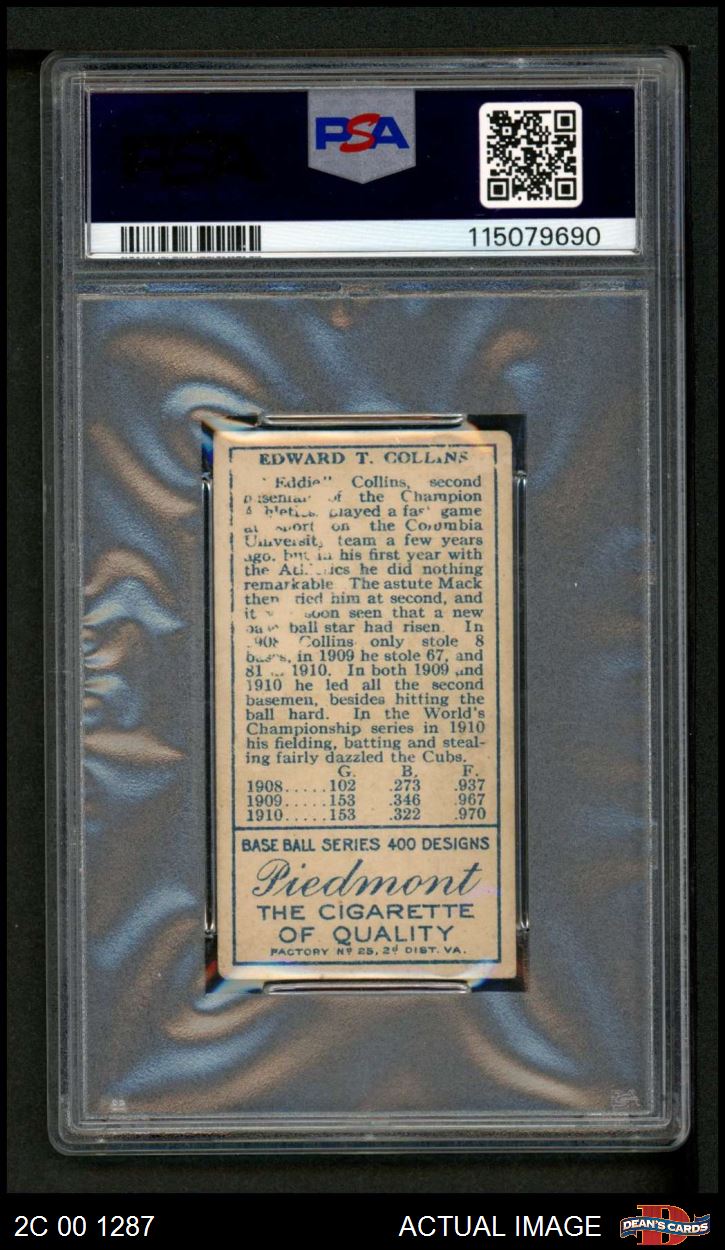 PSA
115079690
EDWARD T. COLLINS
Eddie" Collins, second
of the Champion
played a game
on the Columbia
University team a few years
ago, but in his first year with
the he did nothing
remarkable The astute Mack
then him at second, and
it soon seen that a new
ball star had risen. In
Collins only stole 8
in 1909 he stole 67, and
81 1910. In both 1909 and
1910 he led all the second
basemen, besides hitting the
ball hard. In the World's
Championship series in 1910
his fielding, batting and steal-
ing fairly dazzled the Cubs.
G. B. F.
1908.....102 .273 .937
1909.....153 .346 .967
1910.....153 .322 .970
BASE BALL SERIES 400 DESIGNS
Piedmont
THE CIGARETTE
OF QUALITY
FACTORY Nº 25, 2d DIST. VA.
2C 00 1287 ACTUAL IMAGE DEAN'S CARDS